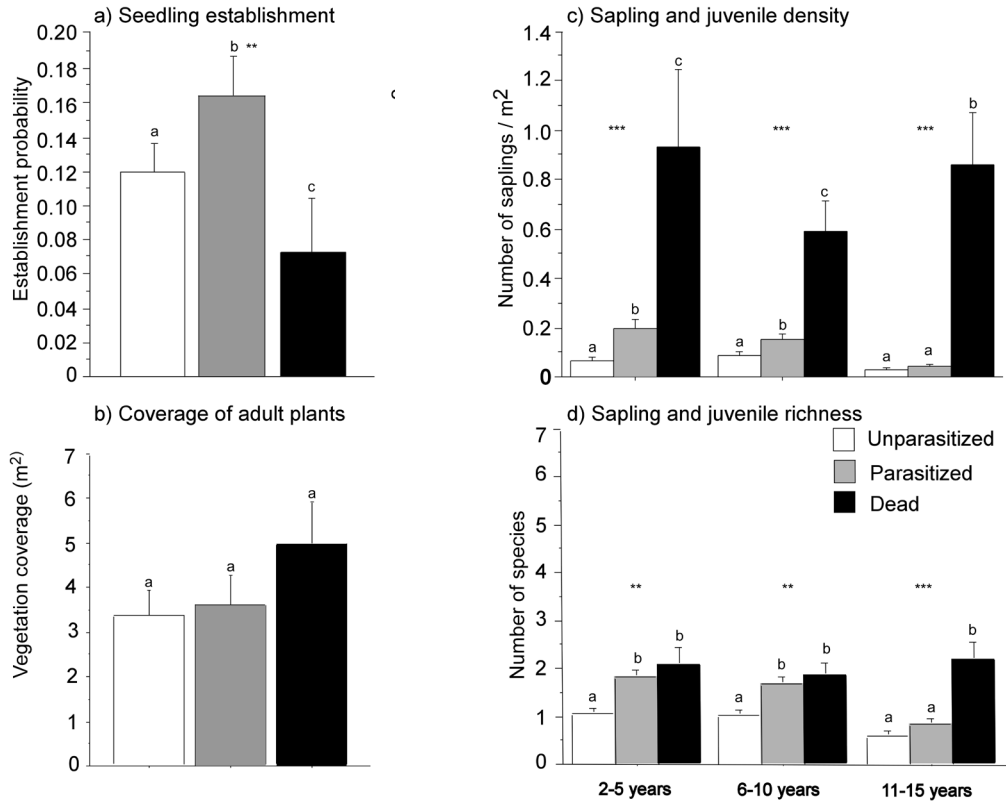 a) Seedling establishment
Establishment probability
0.20
0.18
0.16
0.14
0.12
0.10
0.08
0.06
0.04
0.02
0
a
b **
c
b) Coverage of adult plants
Vegetation coverage (m²)
7
6
5
4
3
2
1
0
a
a
a
c) Sapling and juvenile density
Number of saplings / m²
1.4
1.2
1.0
0.8
0.6
0.4
0.2
0
***
***
***
a
b
c
a
b
c
a
a
b
d) Sapling and juvenile richness
Unparasitized
Parasitized
Dead
Number of species
7
6
5
4
3
2
1
0
**
**
***
a
b
b
a
b
b
a
a
b
2-5 years
6-10 years
11-15 years